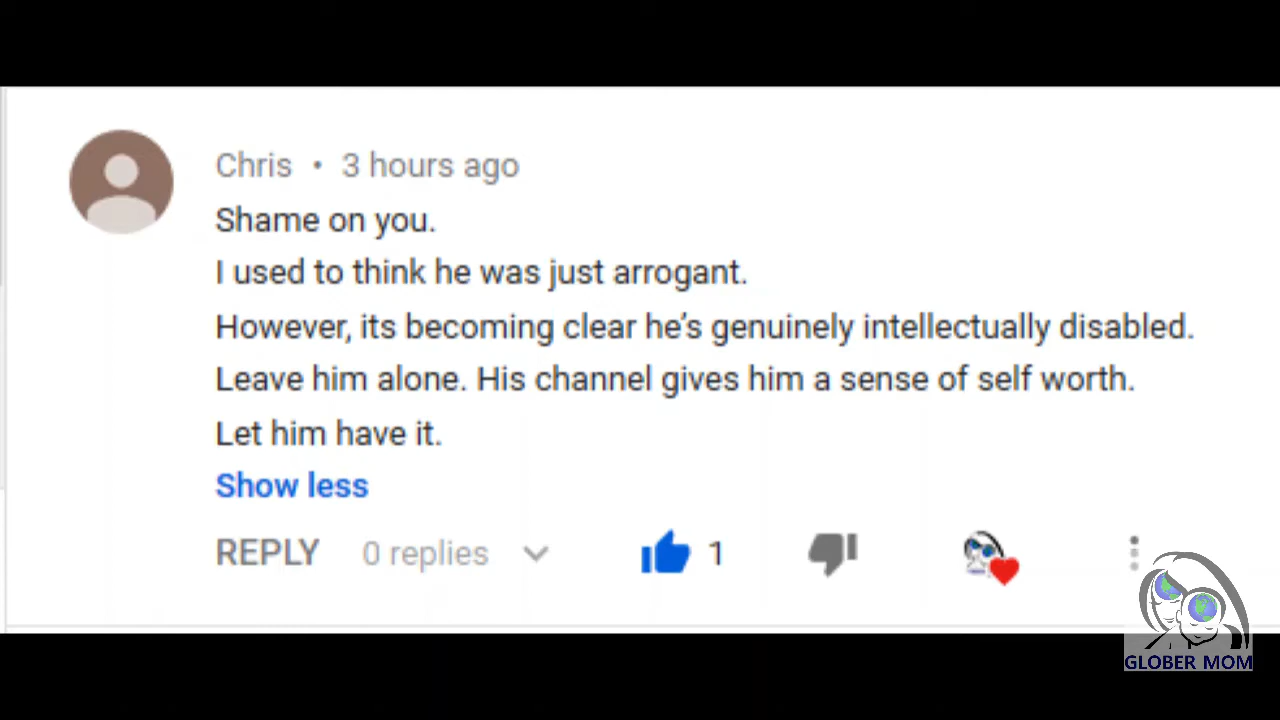 Chris • 3 hours ago
Shame on you.
I used to think he was just arrogant.
However, its becoming clear he's genuinely intellectually disabled.
Leave him alone. His channel gives him a sense of self worth.
Let him have it.
Show less
REPLY 0 replies 1
GLOBER MOM